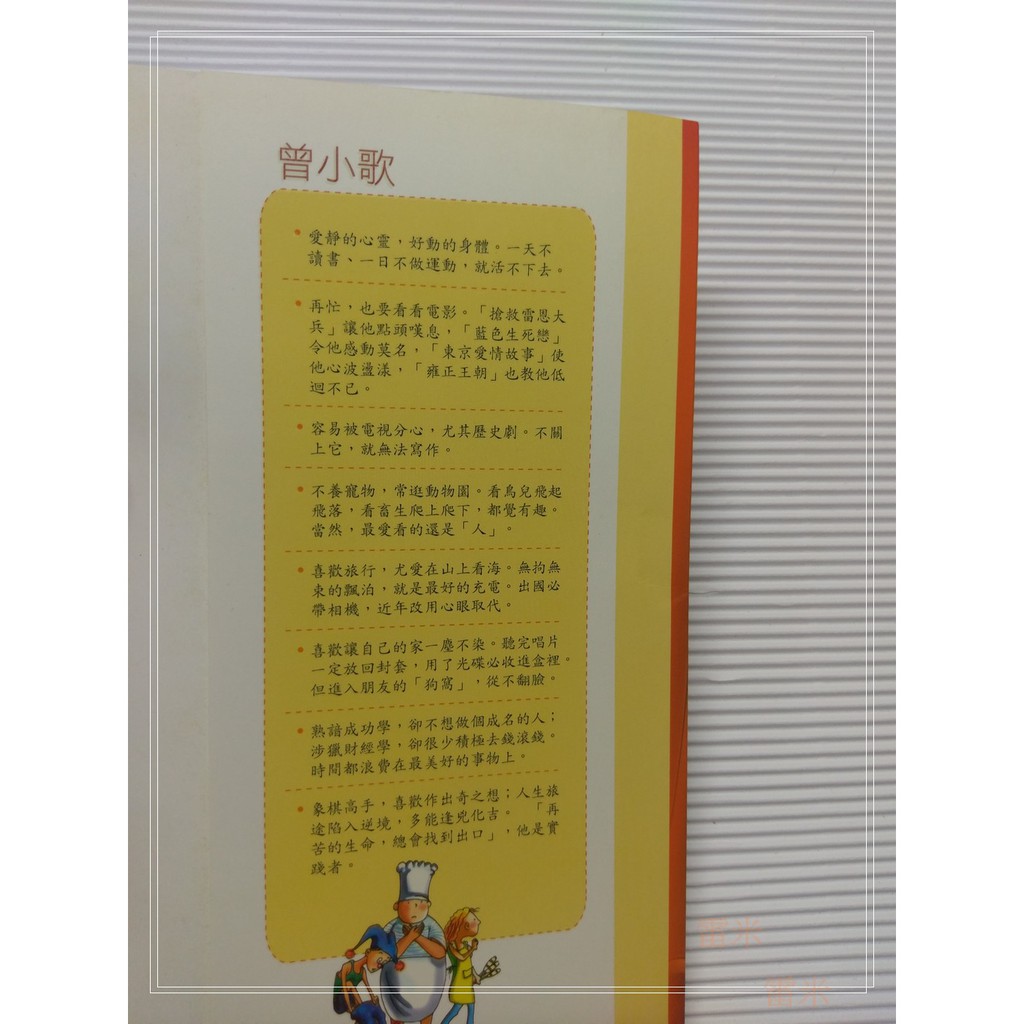 曾小歌
•愛靜的心靈，好動的身體。一天不
讀書、一日不做運動，就活不下去。
•再忙，也要看看電影。「搶救雷恩大
兵」讓他點頭嘆息，「藍色生死戀」
令他感動莫名，「東京愛情故事」使
他心波盪漾，「雍正王朝」也教他低
迴不已。
•容易被電視分心，尤其歷史劇。不關
上它，就無法寫作。
•不養寵物，常逛動物園。看鳥兒飛起
飛落，看畜生爬上爬下，都覺有趣。
當然，最愛看的還是「人」。
•喜歡旅行，尤愛在山上看海。無拘無
束的飄泊，就是最好的充電。出國必
帶相機，近年改用心眼取代。
•喜歡讓自己的家一塵不染。聽完唱片
一定放回封套，用了光碟必收進盒裡。
但進入朋友的「狗窩」，從不翻臉。
•熟諳成功學，卻不想做個成名的人；
涉獵財經學，卻很少積極去錢滾錢。
時間都浪費在最美好的事物上。
•象棋高手，喜歡作出奇之想；人生旅
途陷入逆境，多能逢兇化吉。「再
苦的生命，總會找到出口」，他是實
踐者。
雷米
雷米